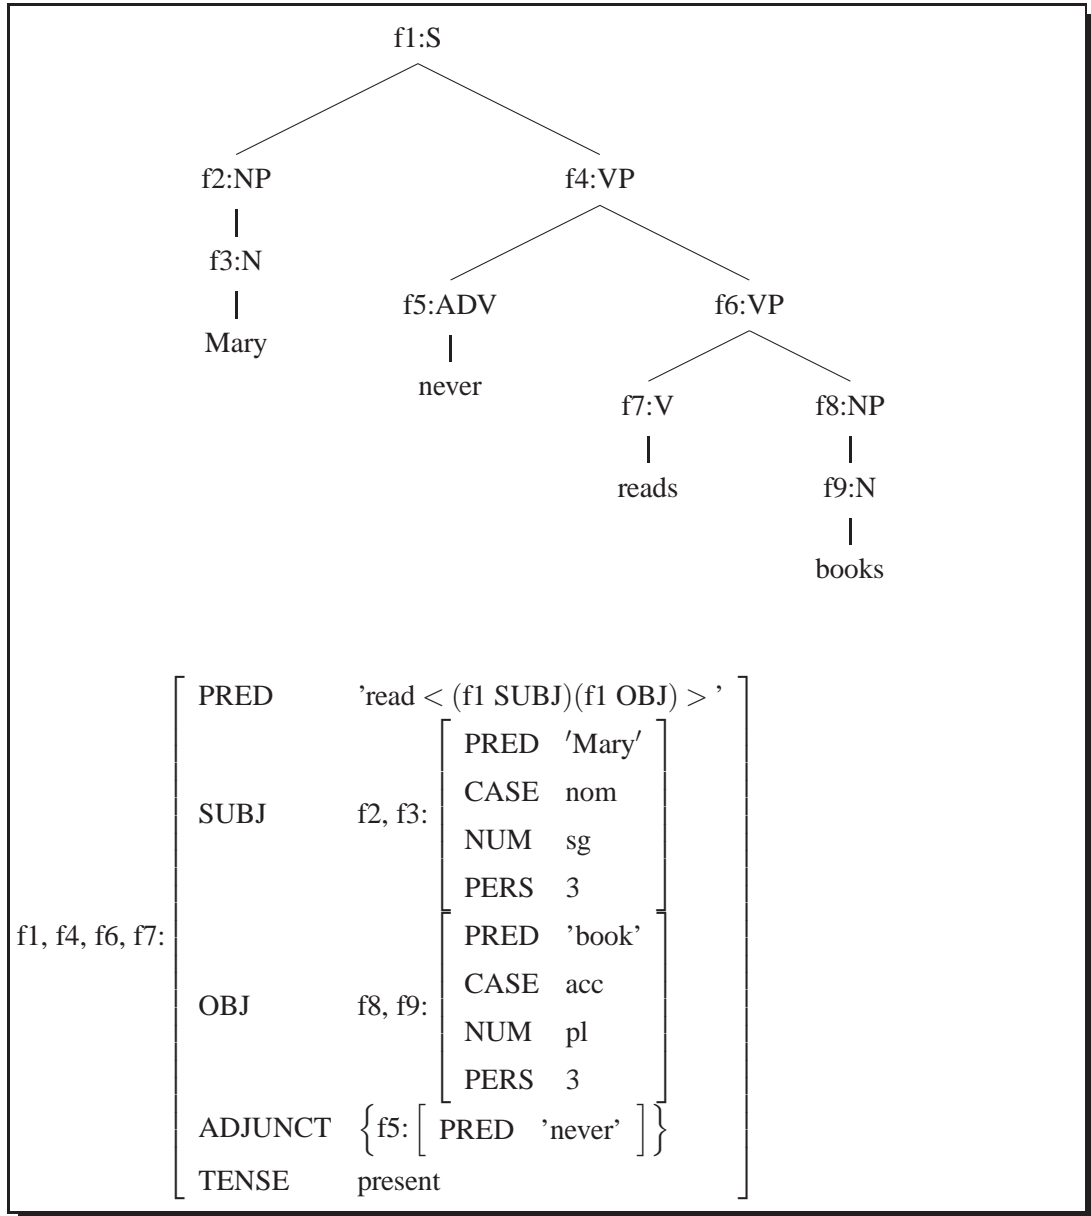 f1:S
f2:NP f4:VP
f3:N
f5:ADV f6:VP
Mary
never
f7:V f8:NP
reads f9:N
books
PRED ’read < (f1 SUBJ)(f1 OBJ) > ’
PRED ′Mary′
CASE nom
SUBJ f2, f3:
NUM sg
PERS 3
f1, f4, f6, f7:
PRED ’book’
CASE acc
OBJ f8, f9:
NUM pl
PERS 3
ADJUNCT {f5: [ PRED ’never’ ]}
TENSE present